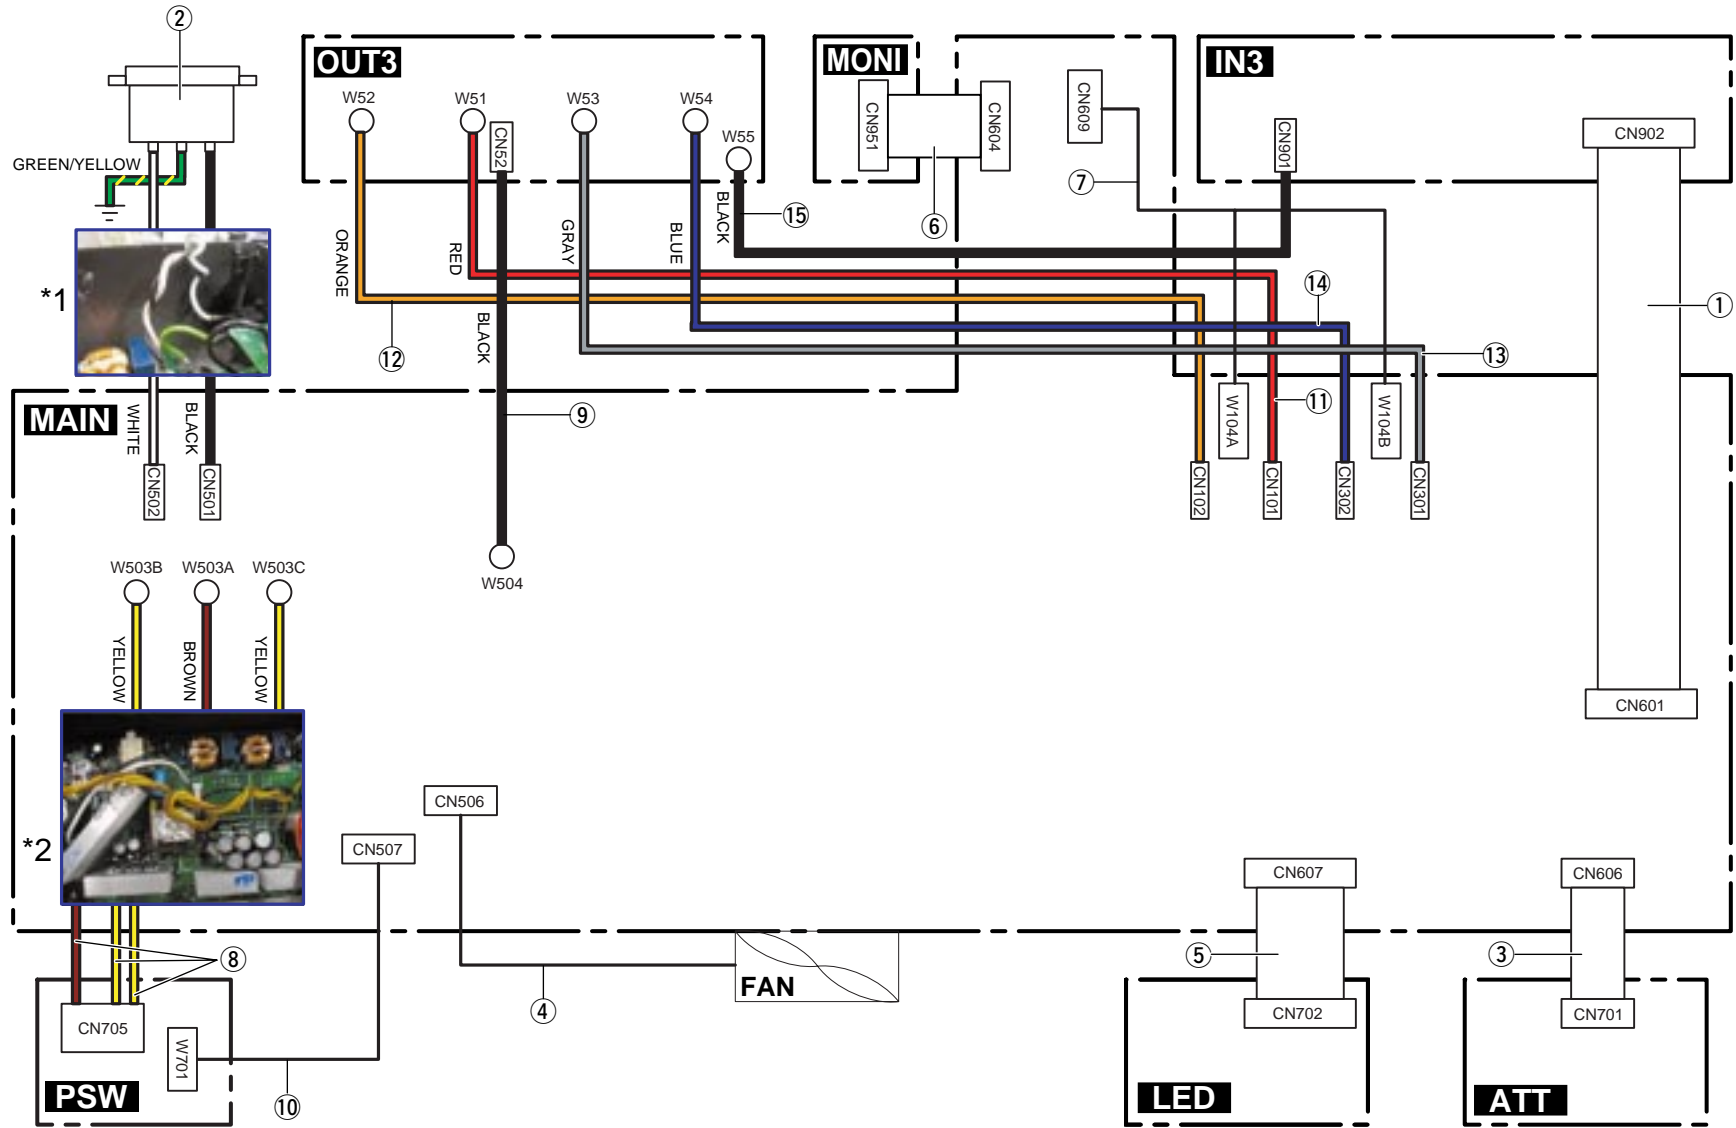 ②
OUT3
MONI
IN3
W52
W51
W53
W54
W55
CN52
CN951
CN604
CN609
CN901
CN902
GREEN/YELLOW
⑦
⑥
⑮
ORANGE
RED
GRAY
BLUE
BLACK
*1
⑭
①
⑫
BLACK
⑬
⑨
⑪
MAIN
WHITE
BLACK
W104A
W104B
CN502
CN501
CN102
CN101
CN302
CN301
W503B
W503A
W503C
W504
YELLOW
BROWN
YELLOW
CN601
CN506
*2
CN507
CN607
CN606
⑧
⑤
③
FAN
④
CN705
CN702
CN701
W701
PSW
⑩
LED
ATT